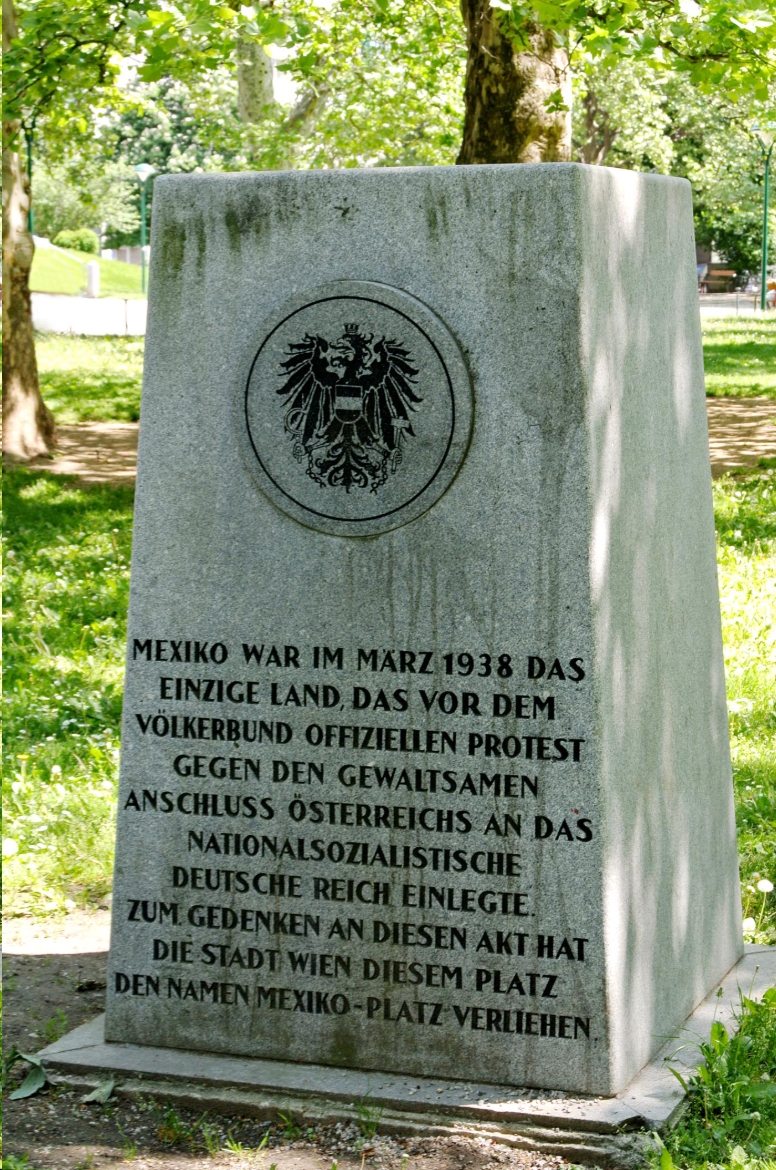 MEXIKO WAR IM MÄRZ 1938 DAS
EINZIGE LAND, DAS VOR DEM
VÖLKERBUND OFFIZIELLEN PROTEST
GEGEN DEN GEWALTSAMEN
ANSCHLUSS ÖSTERREICHS AN DAS
NATIONALSOZIALISTISCHE
DEUTSCHE REICH EINLEGTE.
ZUM GEDENKEN AN DIESEN AKT HAT
DIE STADT WIEN DIESEM PLATZ
DEN NAMEN MEXIKO-PLATZ VERLIEHEN